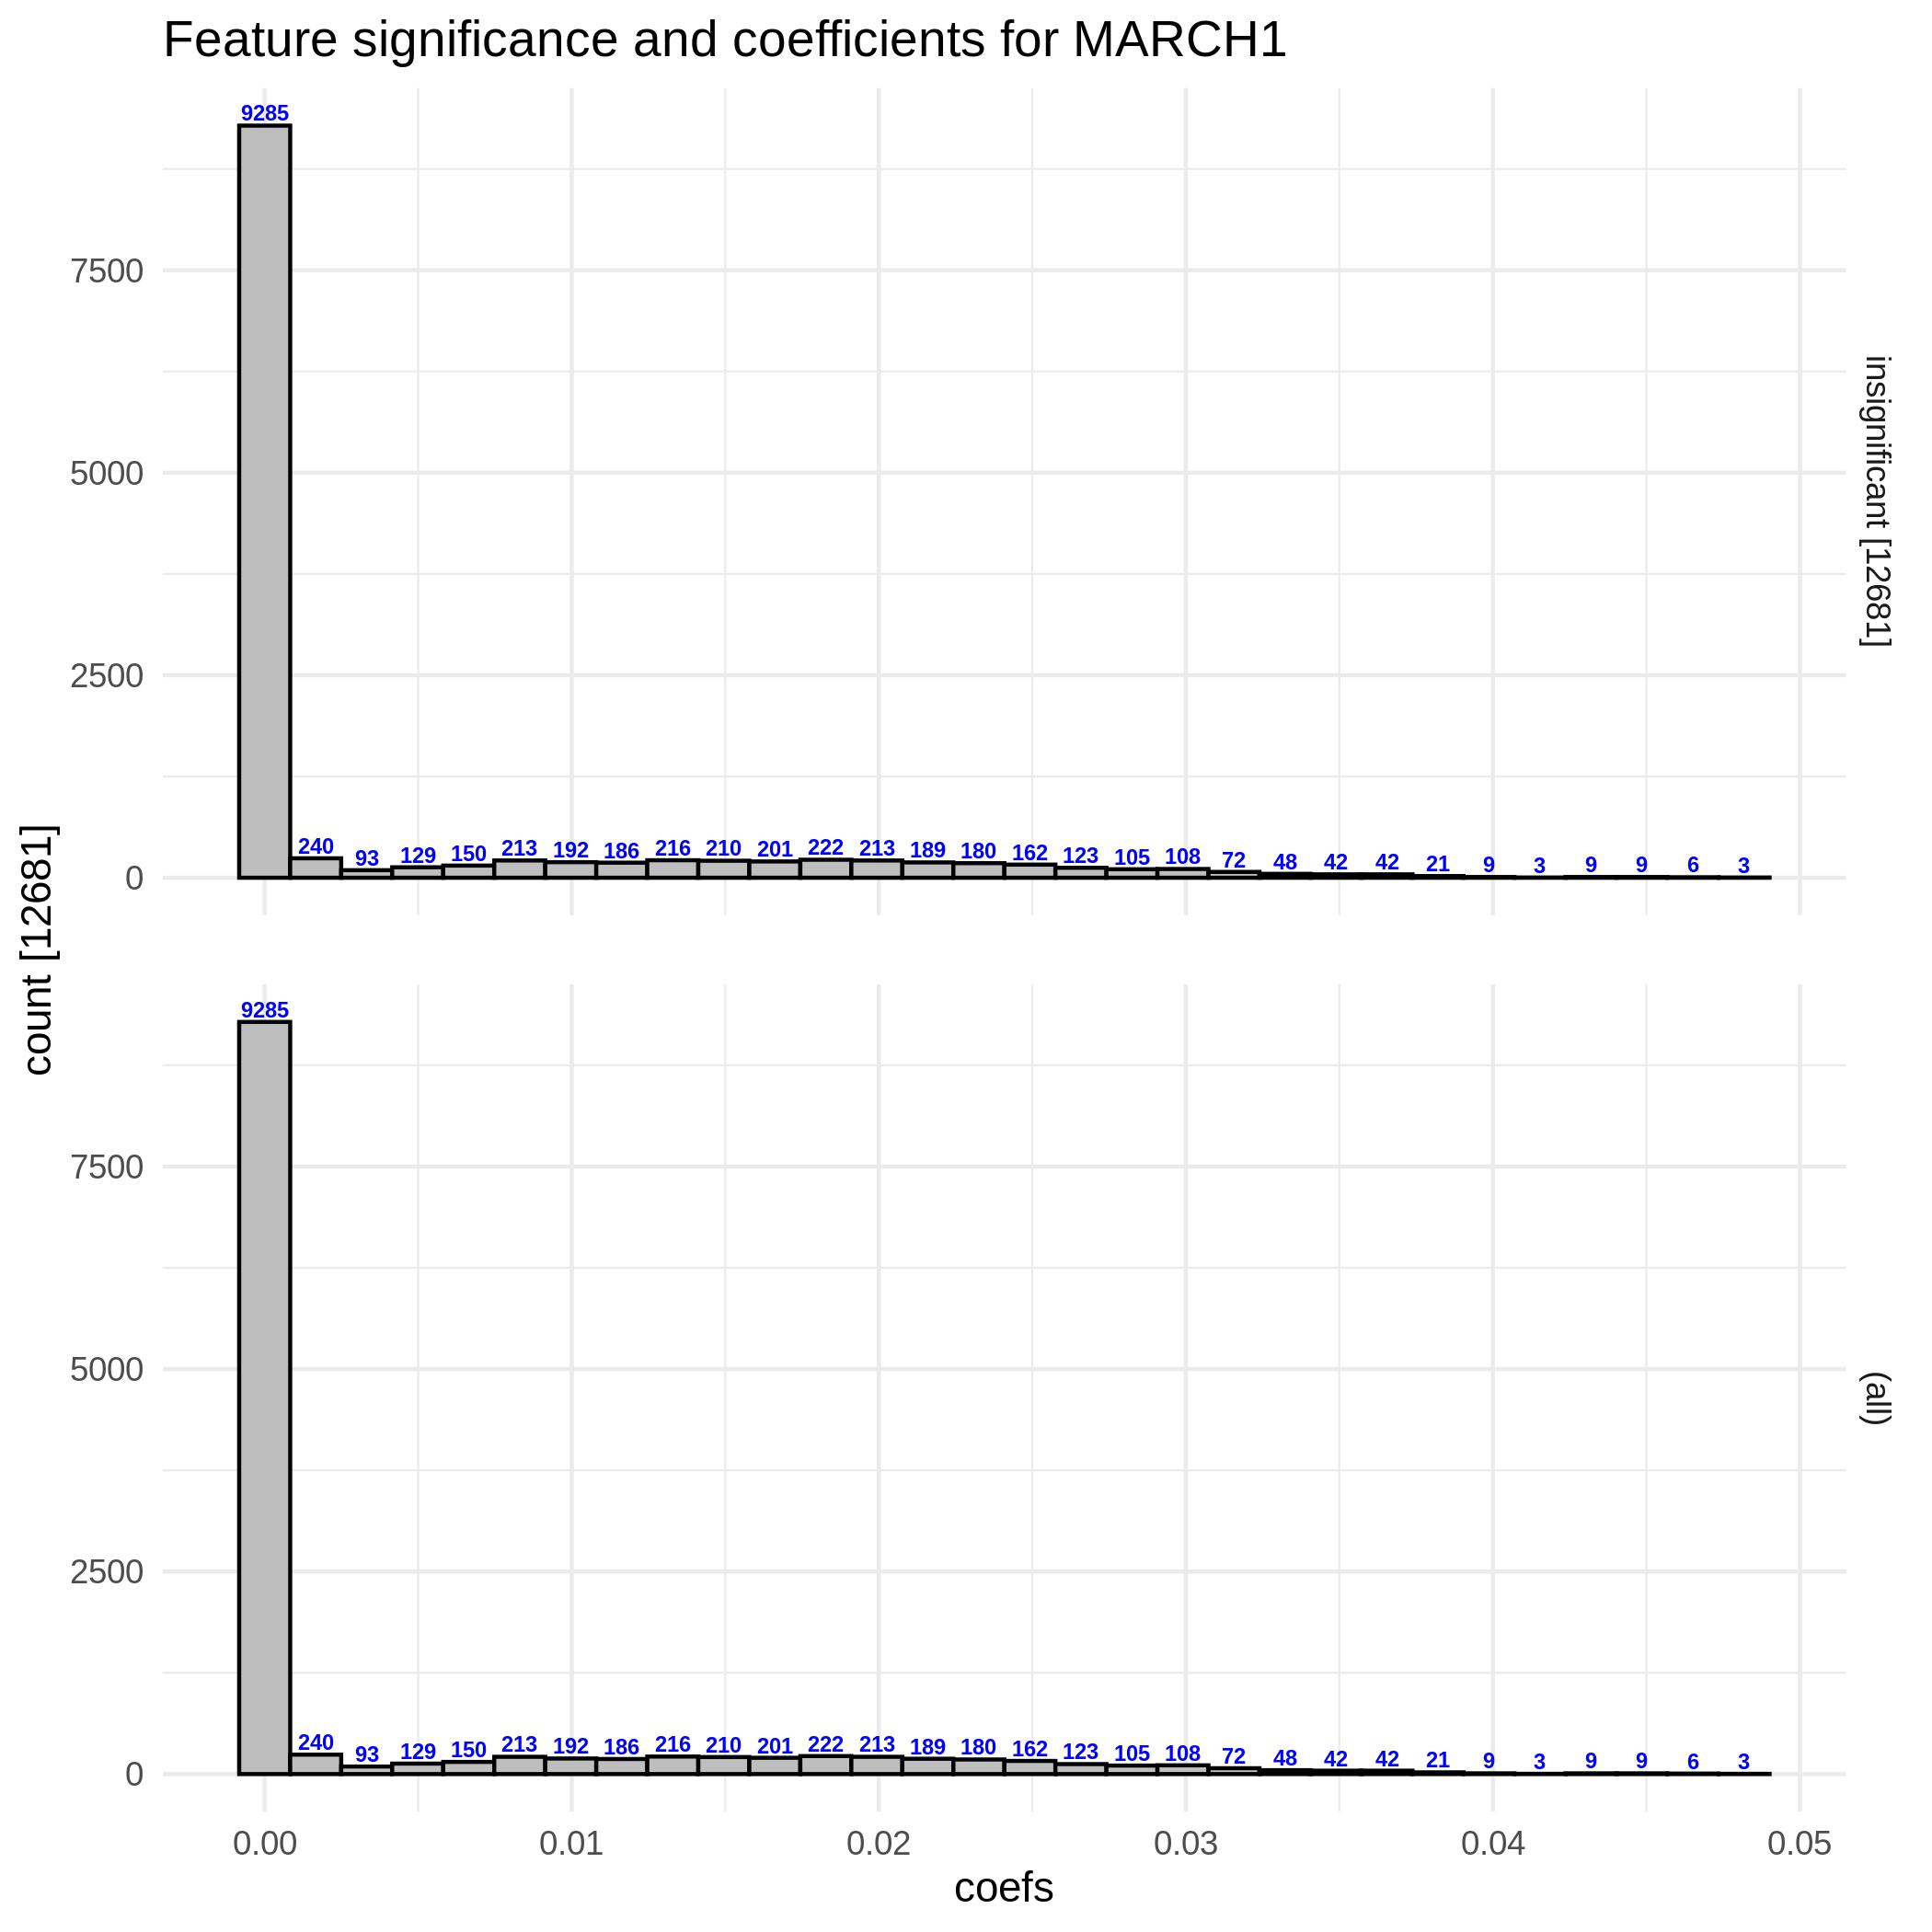 Feature significance and coefficients for MARCH1
9285
7500
5000
2500
0
240 93 129 150 213 192 186 216 210 201 222 213 189 180 162 123 105 108 72 48 42 42 21 9 3 9 9 6 3
insignificant [12681]
count [12681]
9285
7500
5000
2500
0
240 93 129 150 213 192 186 216 210 201 222 213 189 180 162 123 105 108 72 48 42 42 21 9 3 9 9 6 3
(all)
0.00 0.01 0.02 0.03 0.04 0.05
coefs